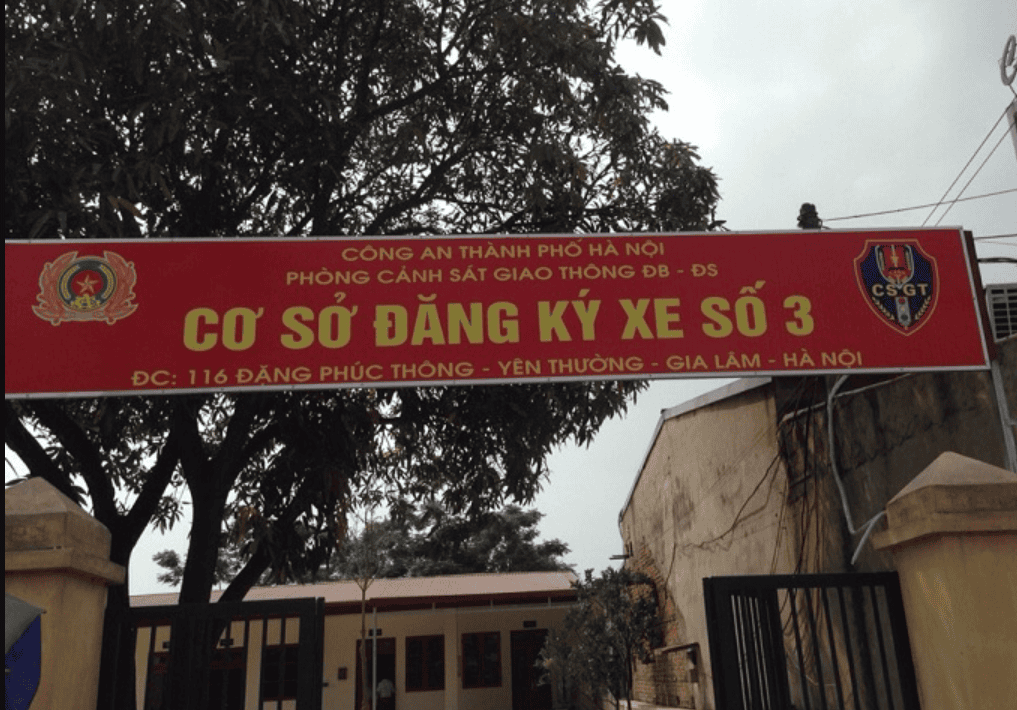 CÔNG AN THÀNH PHỐ HÀ NỘI
PHÒNG CẢNH SÁT GIAO THÔNG ĐB - ĐS
CƠ SỞ ĐĂNG KÝ XE SỐ 3
CSGT
ĐC: 116 ĐĂNG PHÚC THÔNG - YÊN THƯỜNG - GIA LÂM - HÀ NỘI